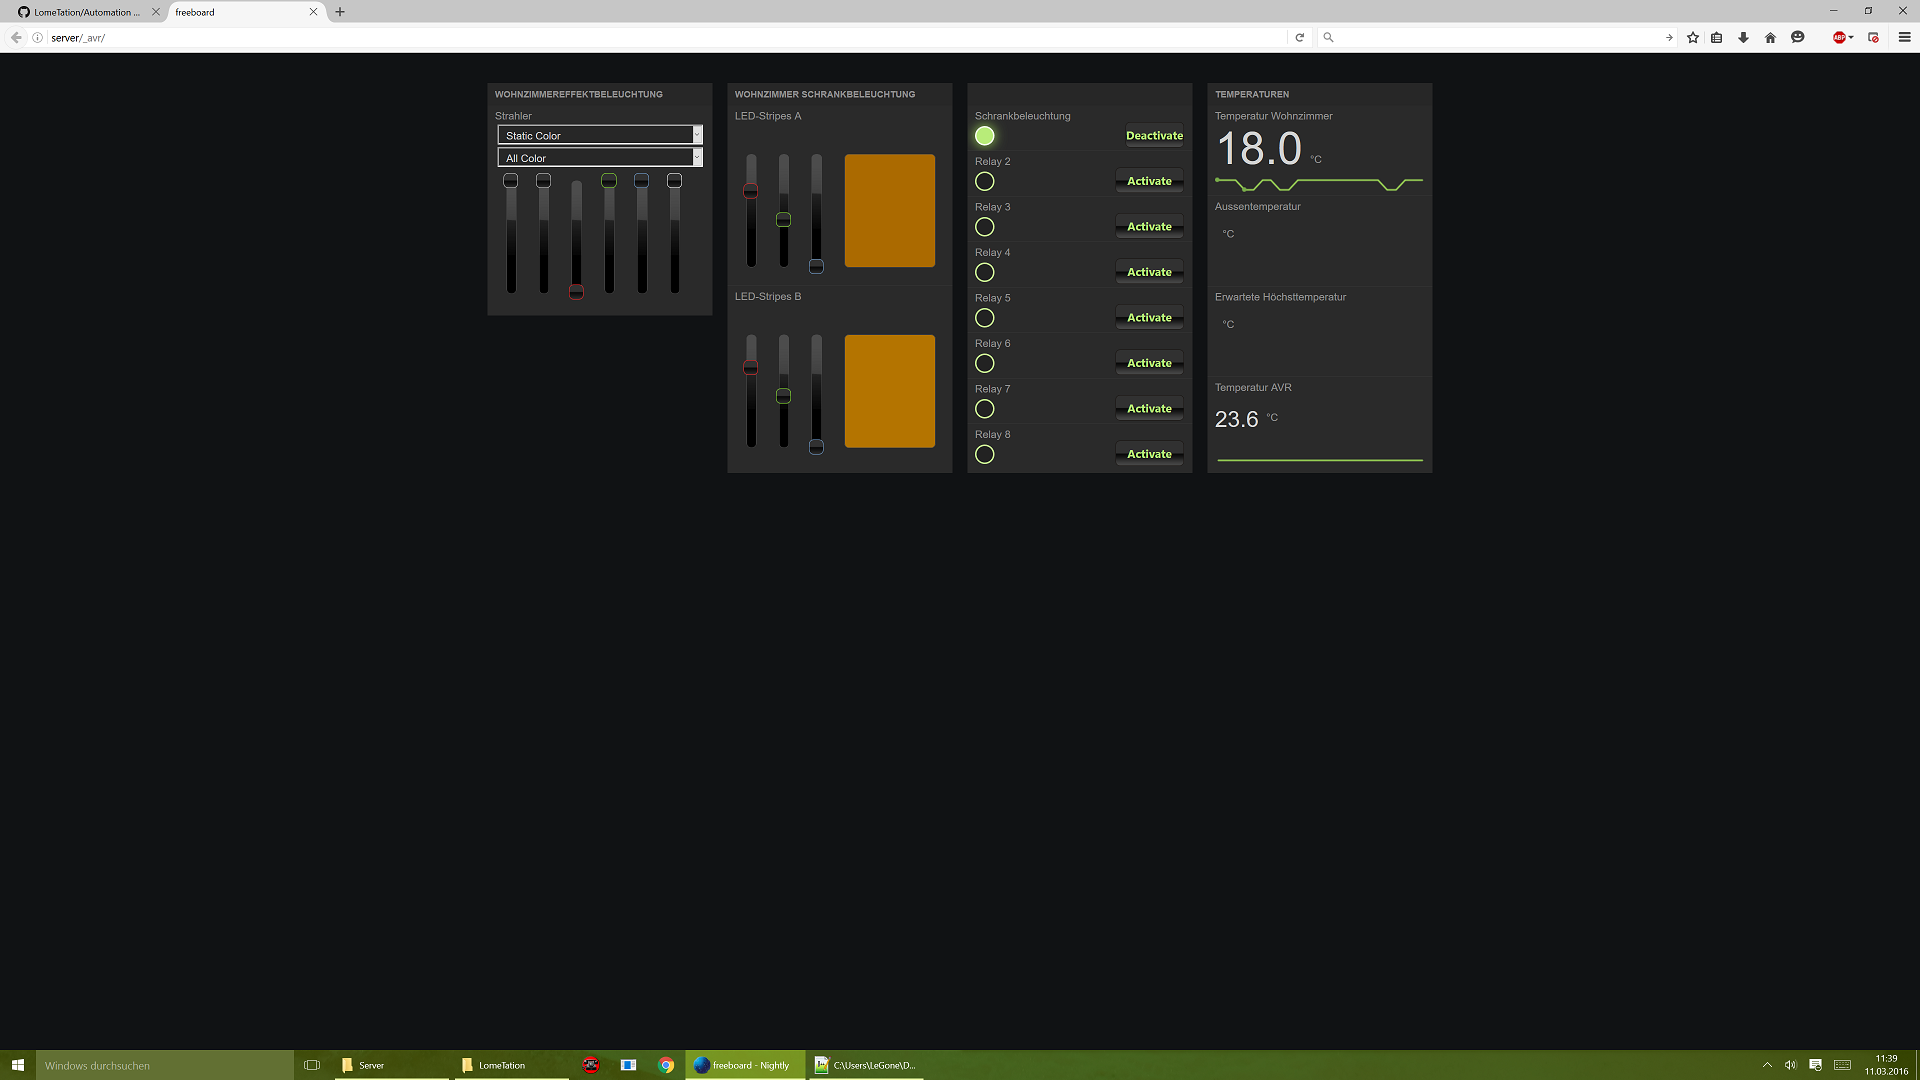 LomeTation/Automation ...
freeboard
server/_avr/
ABP
WOHNZIMMEREFFEKTBELEUCHTUNG
Strahler
Static Color
All Color
WOHNZIMMER SCHRANKBELEUCHTUNG
LED-Stripes A
LED-Stripes B
Schrankbeleuchtung
Deactivate
Relay 2
Activate
Relay 3
Activate
Relay 4
Activate
Relay 5
Activate
Relay 6
Activate
Relay 7
Activate
Relay 8
Activate
TEMPERATUREN
Temperatur Wohnzimmer
18.0 °C
Aussentemperatur
°C
Erwartete Höchsttemperatur
°C
Temperatur AVR
23.6 °C
Windows durchsuchen
Server
LomeTation
freeboard - Nightly
C:\Users\LeGone\D...
11:39
11.03.2016